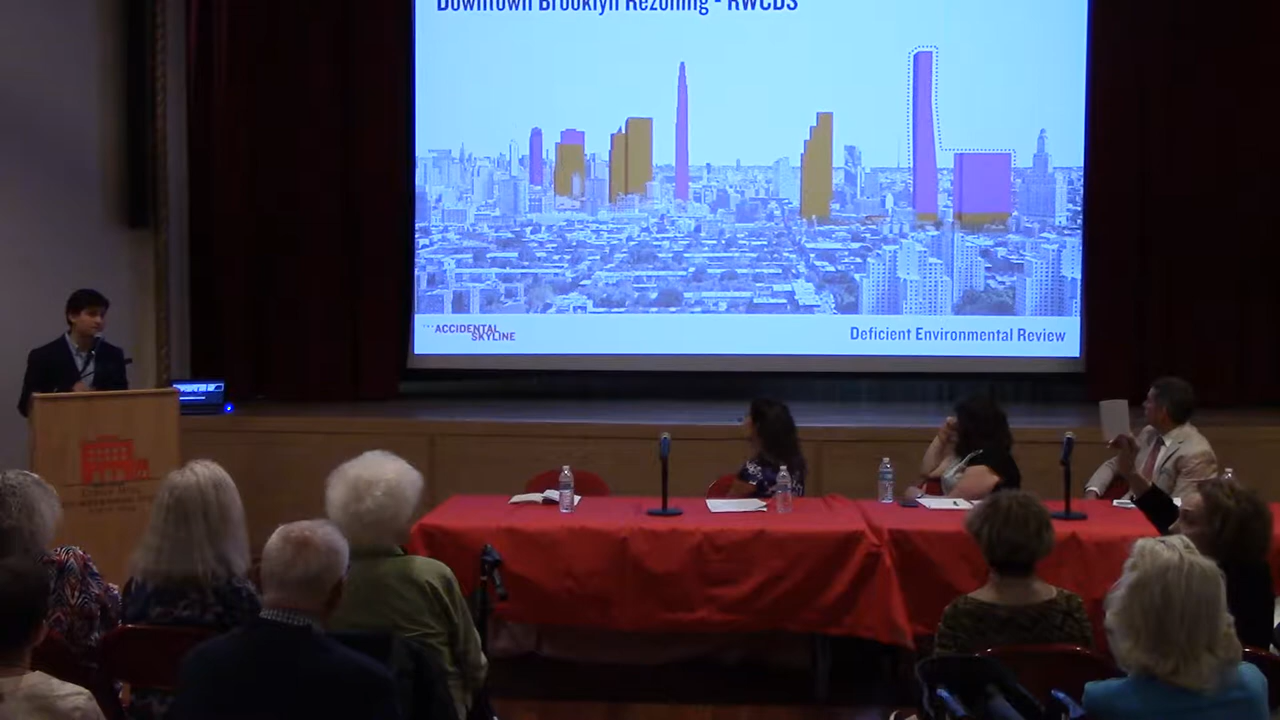 Downtown Brooklyn Rezoning - RWCDS
ACCIDENTAL
SKYLINE
Deficient Environmental Review